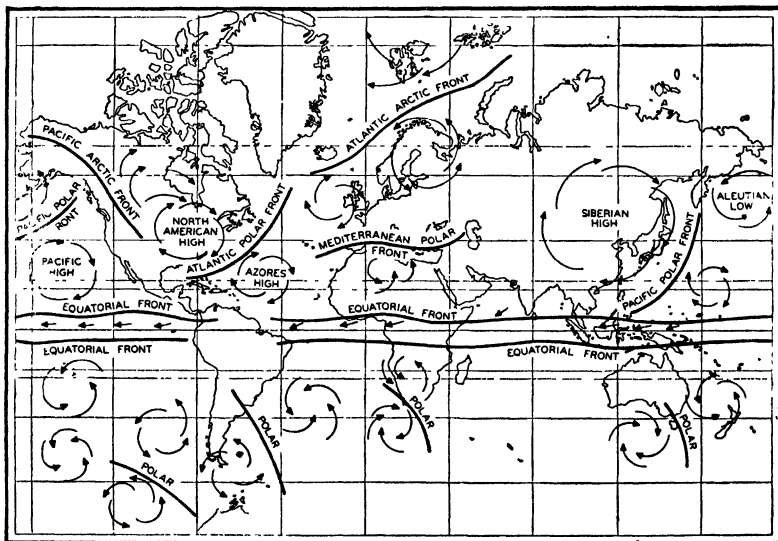 ATLANTIC ARCTIC FRONT
PACIFIC ARCTIC FRONT
POLAR
RONT
NORTH
AMERICAN
HIGH
ATLANTIC POLAR FRONT
MEDITERRANEAN POLAR
FRONT
SIBERIAN
HIGH
ALEUTIAN
LOW
PACIFIC
HIGH
AZORES
HIGH
PACIFIC POLAR FRONT
EQUATORIAL FRONT
EQUATORIAL FRONT
EQUATORIAL FRONT
EQUATORIAL FRONT
POLAR
POLAR
POLAR
POLAR